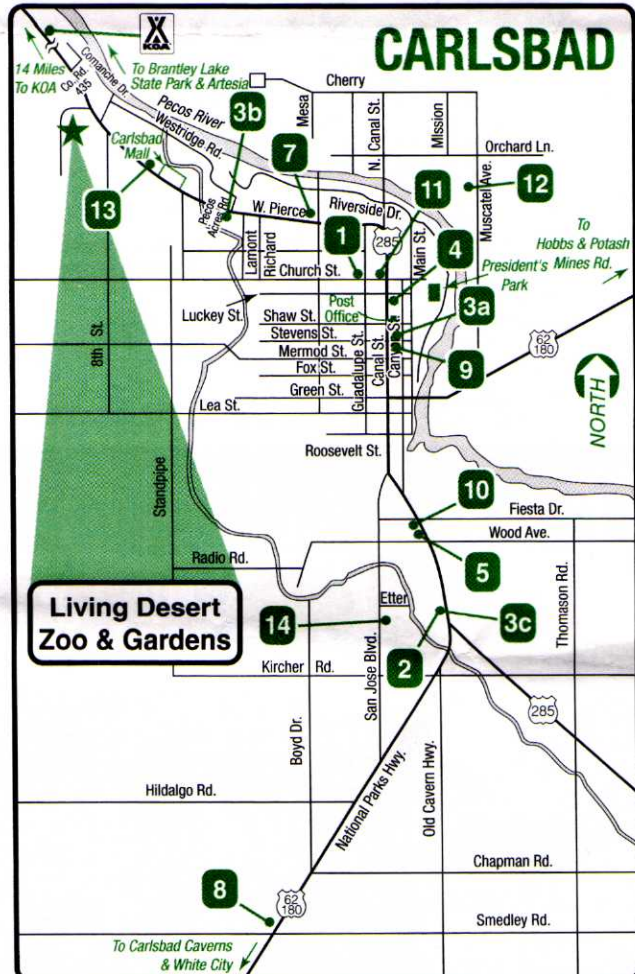 CARLSBAD
KOA
14 Miles
To KOA
Co. Rd.
435
Comanche Dr.
To Brantley Lake
State Park & Artesia
Pecos River
Westridge Rd.
Carlsbad
Mall
Cherry
Mesa
N. Canal St.
Mission
Orchard Ln.
Muscatel Ave.
3b
7
11
12
13
Pecos
Acres Rd.
W. Pierce
Riverside Dr.
Lamont
Richard
1
285
Main St.
4
To
Hobbs & Potash
Mines Rd.
Church St.
President's
Park
Luckey St.
Post
Office
3a
Shaw St.
Stevens St.
Mermod St.
Fox St.
Green St.
Lea St.
Guadalupe St.
Canal St.
Canyon St.
9
62
180
NORTH
8th St.
Standpipe
Roosevelt St.
10
Fiesta Dr.
Wood Ave.
Radio Rd.
5
Thomason Rd.
Living Desert
Zoo & Gardens
Etter
14
3c
2
Kircher Rd.
San Jose Blvd.
Boyd Dr.
285
Old Cavern Hwy.
National Parks Hwy.
Hildalgo Rd.
Chapman Rd.
8
62
180
Smedley Rd.
To Carlsbad Caverns
& White City